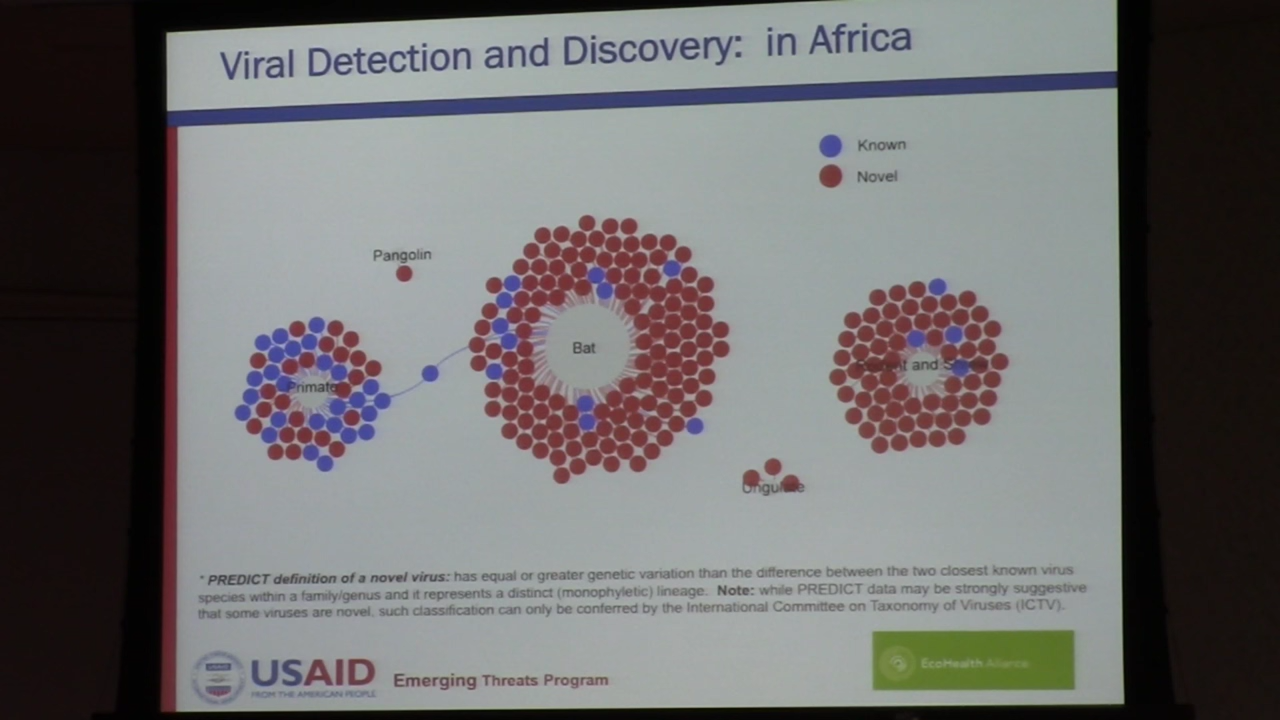 Viral Detection and Discovery: in Africa
Known
Novel
Pangolin
Bat
Primate
Rodent and S
Ungulate
* PREDICT definition of a novel virus: has equal or greater genetic variation than the difference between the two closest known virus
species within a family/genus and it represents a distinct (monophyletic) lineage. Note: while PREDICT data may be strongly suggestive
that some viruses are novel, such classification can only be conferred by the International Committee on Taxonomy of Viruses (ICTV).
USAID
FROM THE AMERICAN PEOPLE
Emerging Threats Program
EcoHealth Alliance